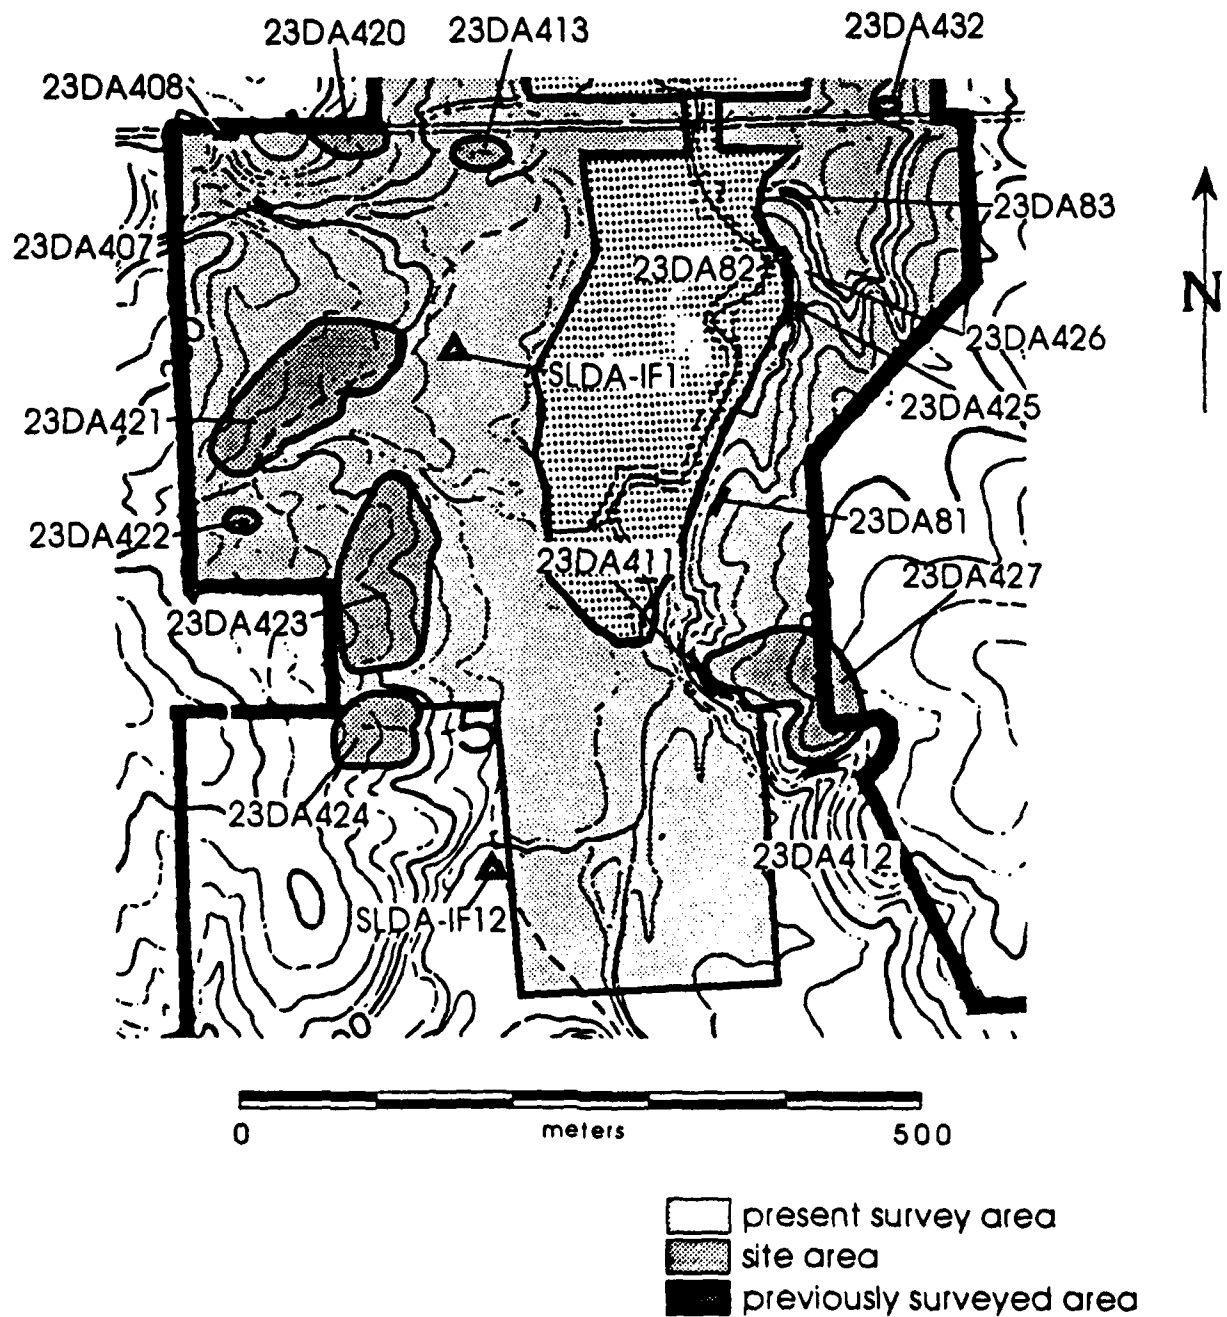 23DA420
23DA413
23DA432
23DA408
23DA83
23DA407
23DA82
N
23DA426
SLDA-IF1
23DA425
23DA421
23DA81
23DA422
23DA411
23DA427
23DA423
5
23DA424
23DA412
SLDA-IF12
0 meters 500
present survey area
site area
previously surveyed area